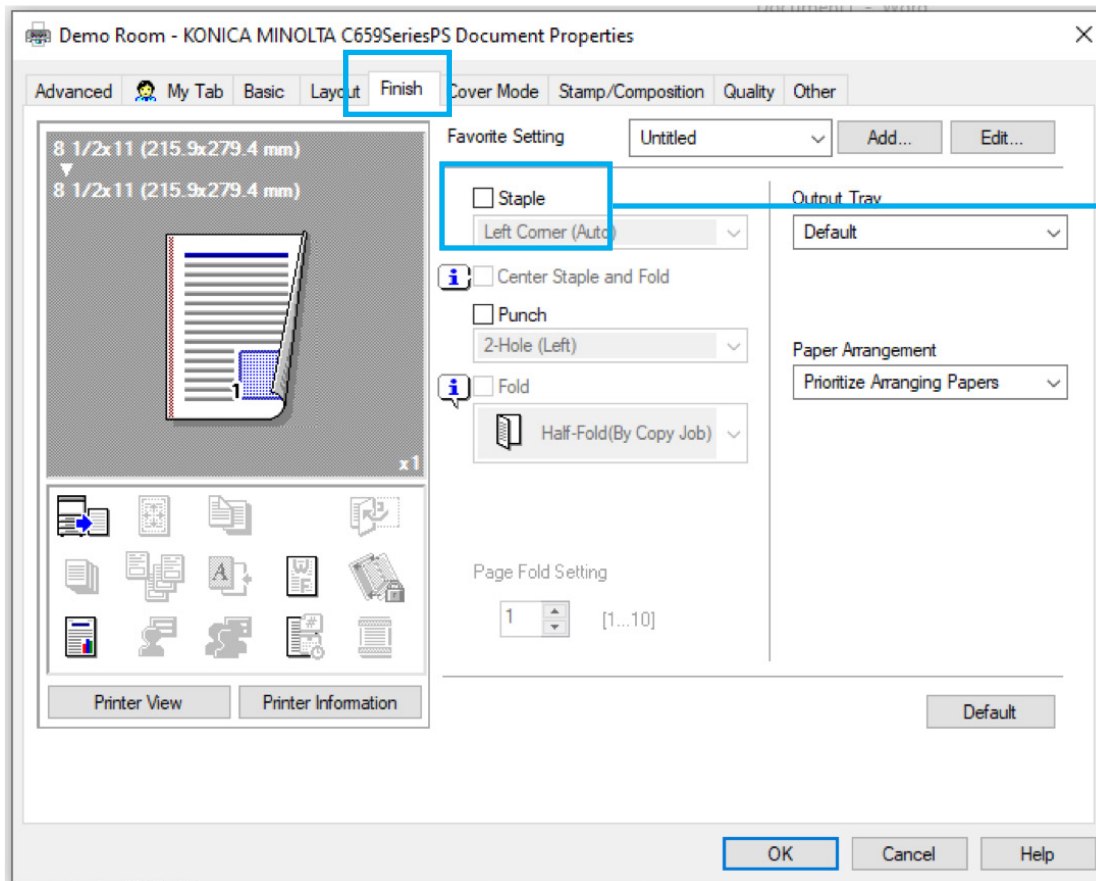 Document1 - Word
Demo Room - KONICA MINOLTA C659SeriesPS Document Properties
Advanced My Tab Basic Layout Finish Cover Mode Stamp/Composition Quality Other
8 1/2x11 (215.9x279.4 mm)
8 1/2x11 (215.9x279.4 mm)
1
x1
Printer View Printer Information
Favorite Setting Untitled Add... Edit...
Staple
Left Corner (Auto)
Center Staple and Fold
Punch
2-Hole (Left)
Fold
Half-Fold(By Copy Job)
Page Fold Setting
1 [1...10]
Output Tray
Default
Paper Arrangement
Prioritize Arranging Papers
Default
OK Cancel Help